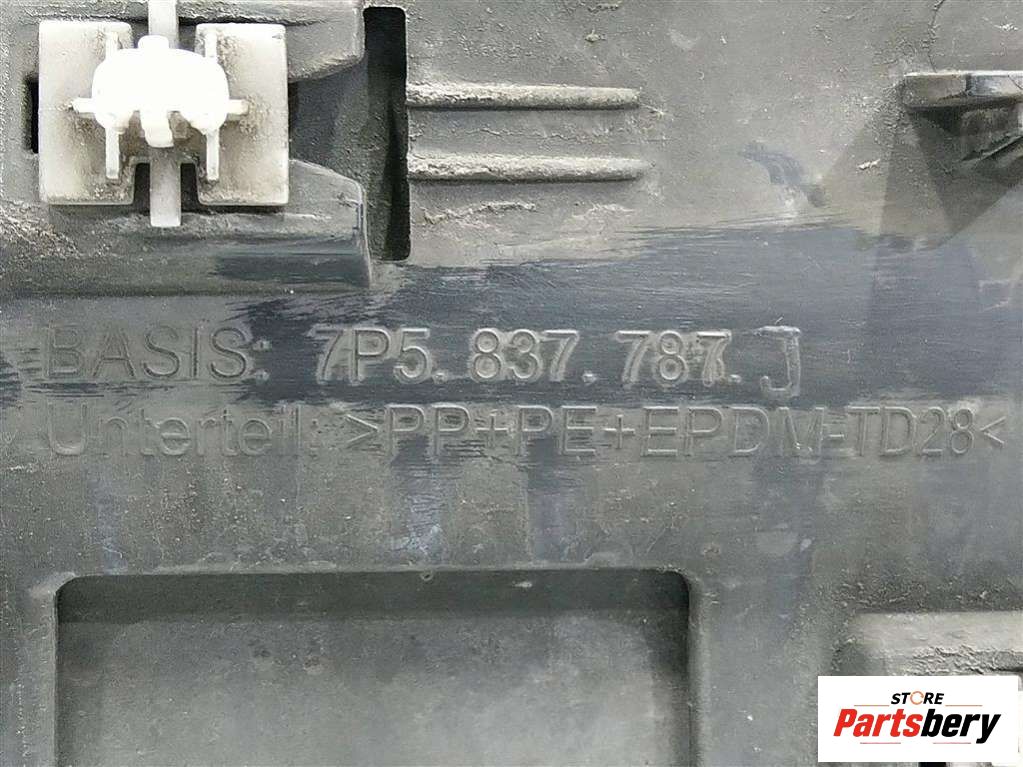 BASIS: 7P5.837.787.J
Unterteil: >PP+PE+EPDM-TD28<
STORE
Partsbery